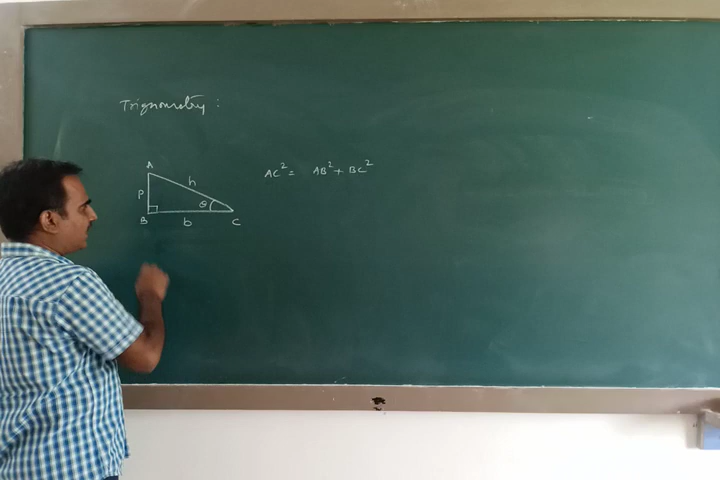 Trignometry :
A
h
P
θ
B
b
C
AC² = AB² + BC²